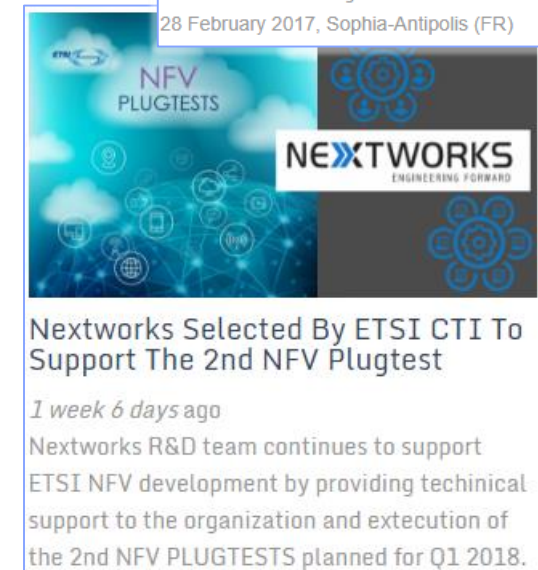 28 February 2017, Sophia-Antipolis (FR)
ETSI
NFV
PLUGTESTS
NEXTWORKS
ENGINEERING FORWARD
Nextworks Selected By ETSI CTI To
Support The 2nd NFV Plugtest
1 week 6 days ago
Nextworks R&D team continues to support
ETSI NFV development by providing techinical
support to the organization and extecution of
the 2nd NFV PLUGTESTS planned for Q1 2018.